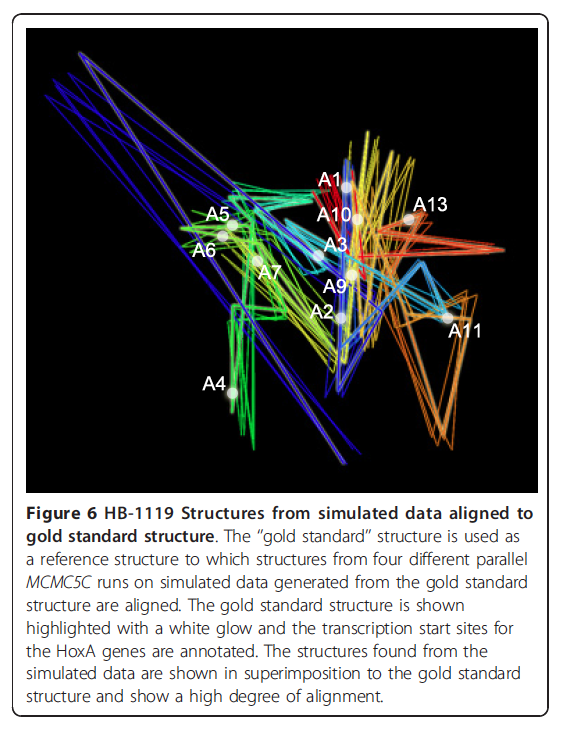 A1
A10
A13
A5
A6
A3
A7
A9
A2
A11
A4
Figure 6 HB-1119 Structures from simulated data aligned to
gold standard structure. The “gold standard” structure is used as
a reference structure to which structures from four different parallel
MCMC5C runs on simulated data generated from the gold standard
structure are aligned. The gold standard structure is shown
highlighted with a white glow and the transcription start sites for
the HoxA genes are annotated. The structures found from the
simulated data are shown in superimposition to the gold standard
structure and show a high degree of alignment.